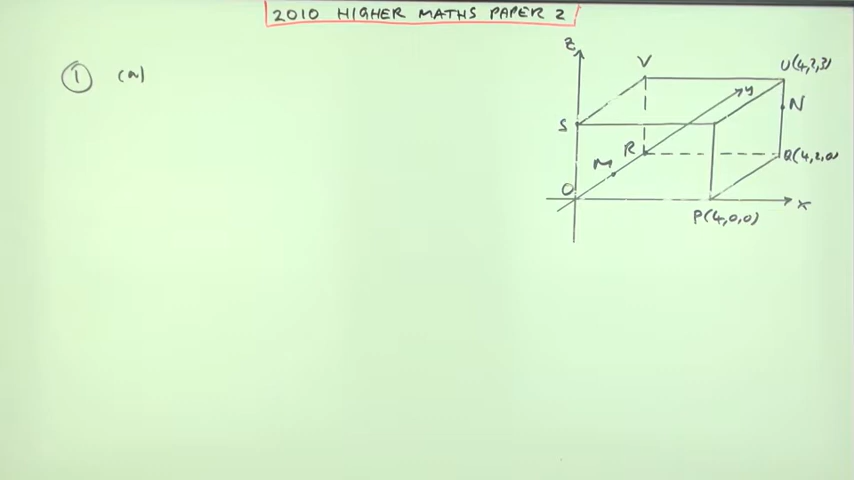 2010 HIGHER MATHS PAPER 2
① (a)
z
V
U(4,2,3)
y
N
S
R
M
Q(4,2,0)
O
x
P(4,0,0)